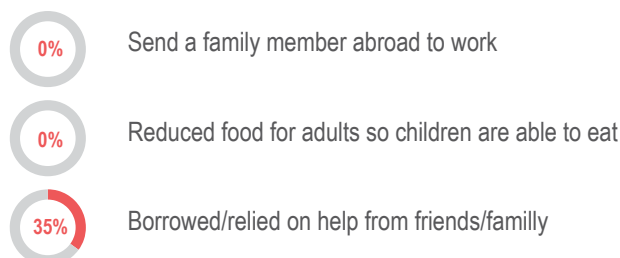 0% Send a family member abroad to work
0% Reduced food for adults so children are able to eat
35% Borrowed/relied on help from friends/familly